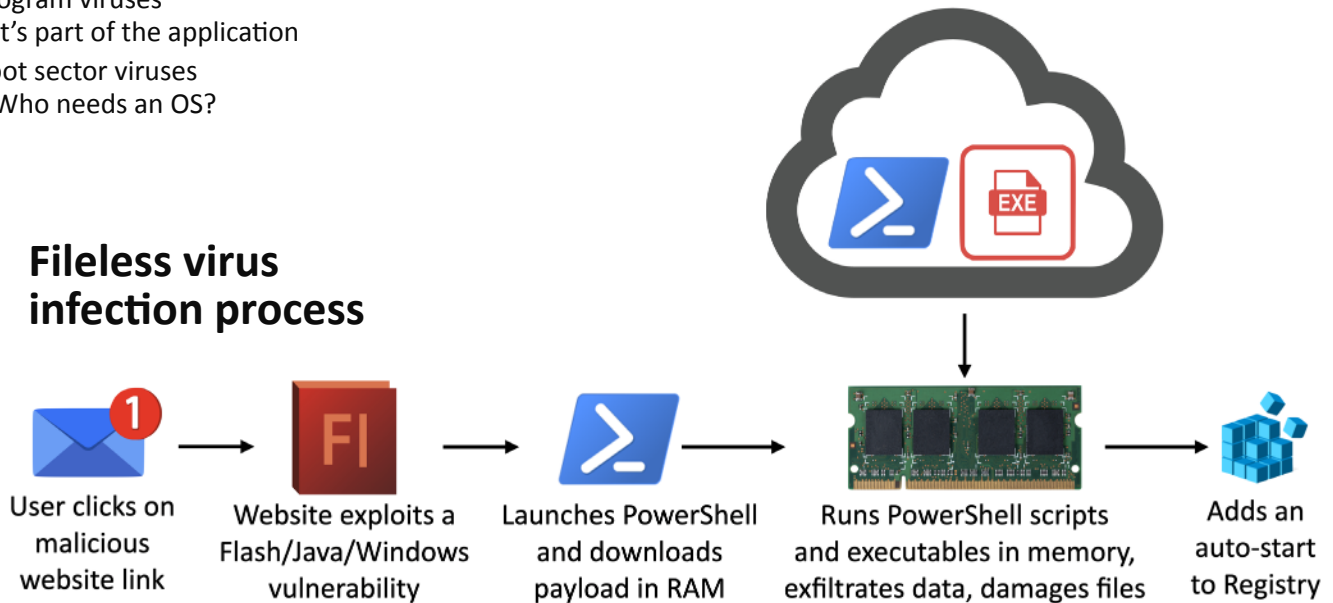 ogram viruses
t's part of the application
oot sector viruses
Who needs an OS?
EXE
Fileless virus
infection process
1
Fl
User clicks on
malicious
website link
Website exploits a
Flash/Java/Windows
vulnerability
Launches PowerShell
and downloads
payload in RAM
Runs PowerShell scripts
and executables in memory,
exfiltrates data, damages files
Adds an
auto-start
to Registry